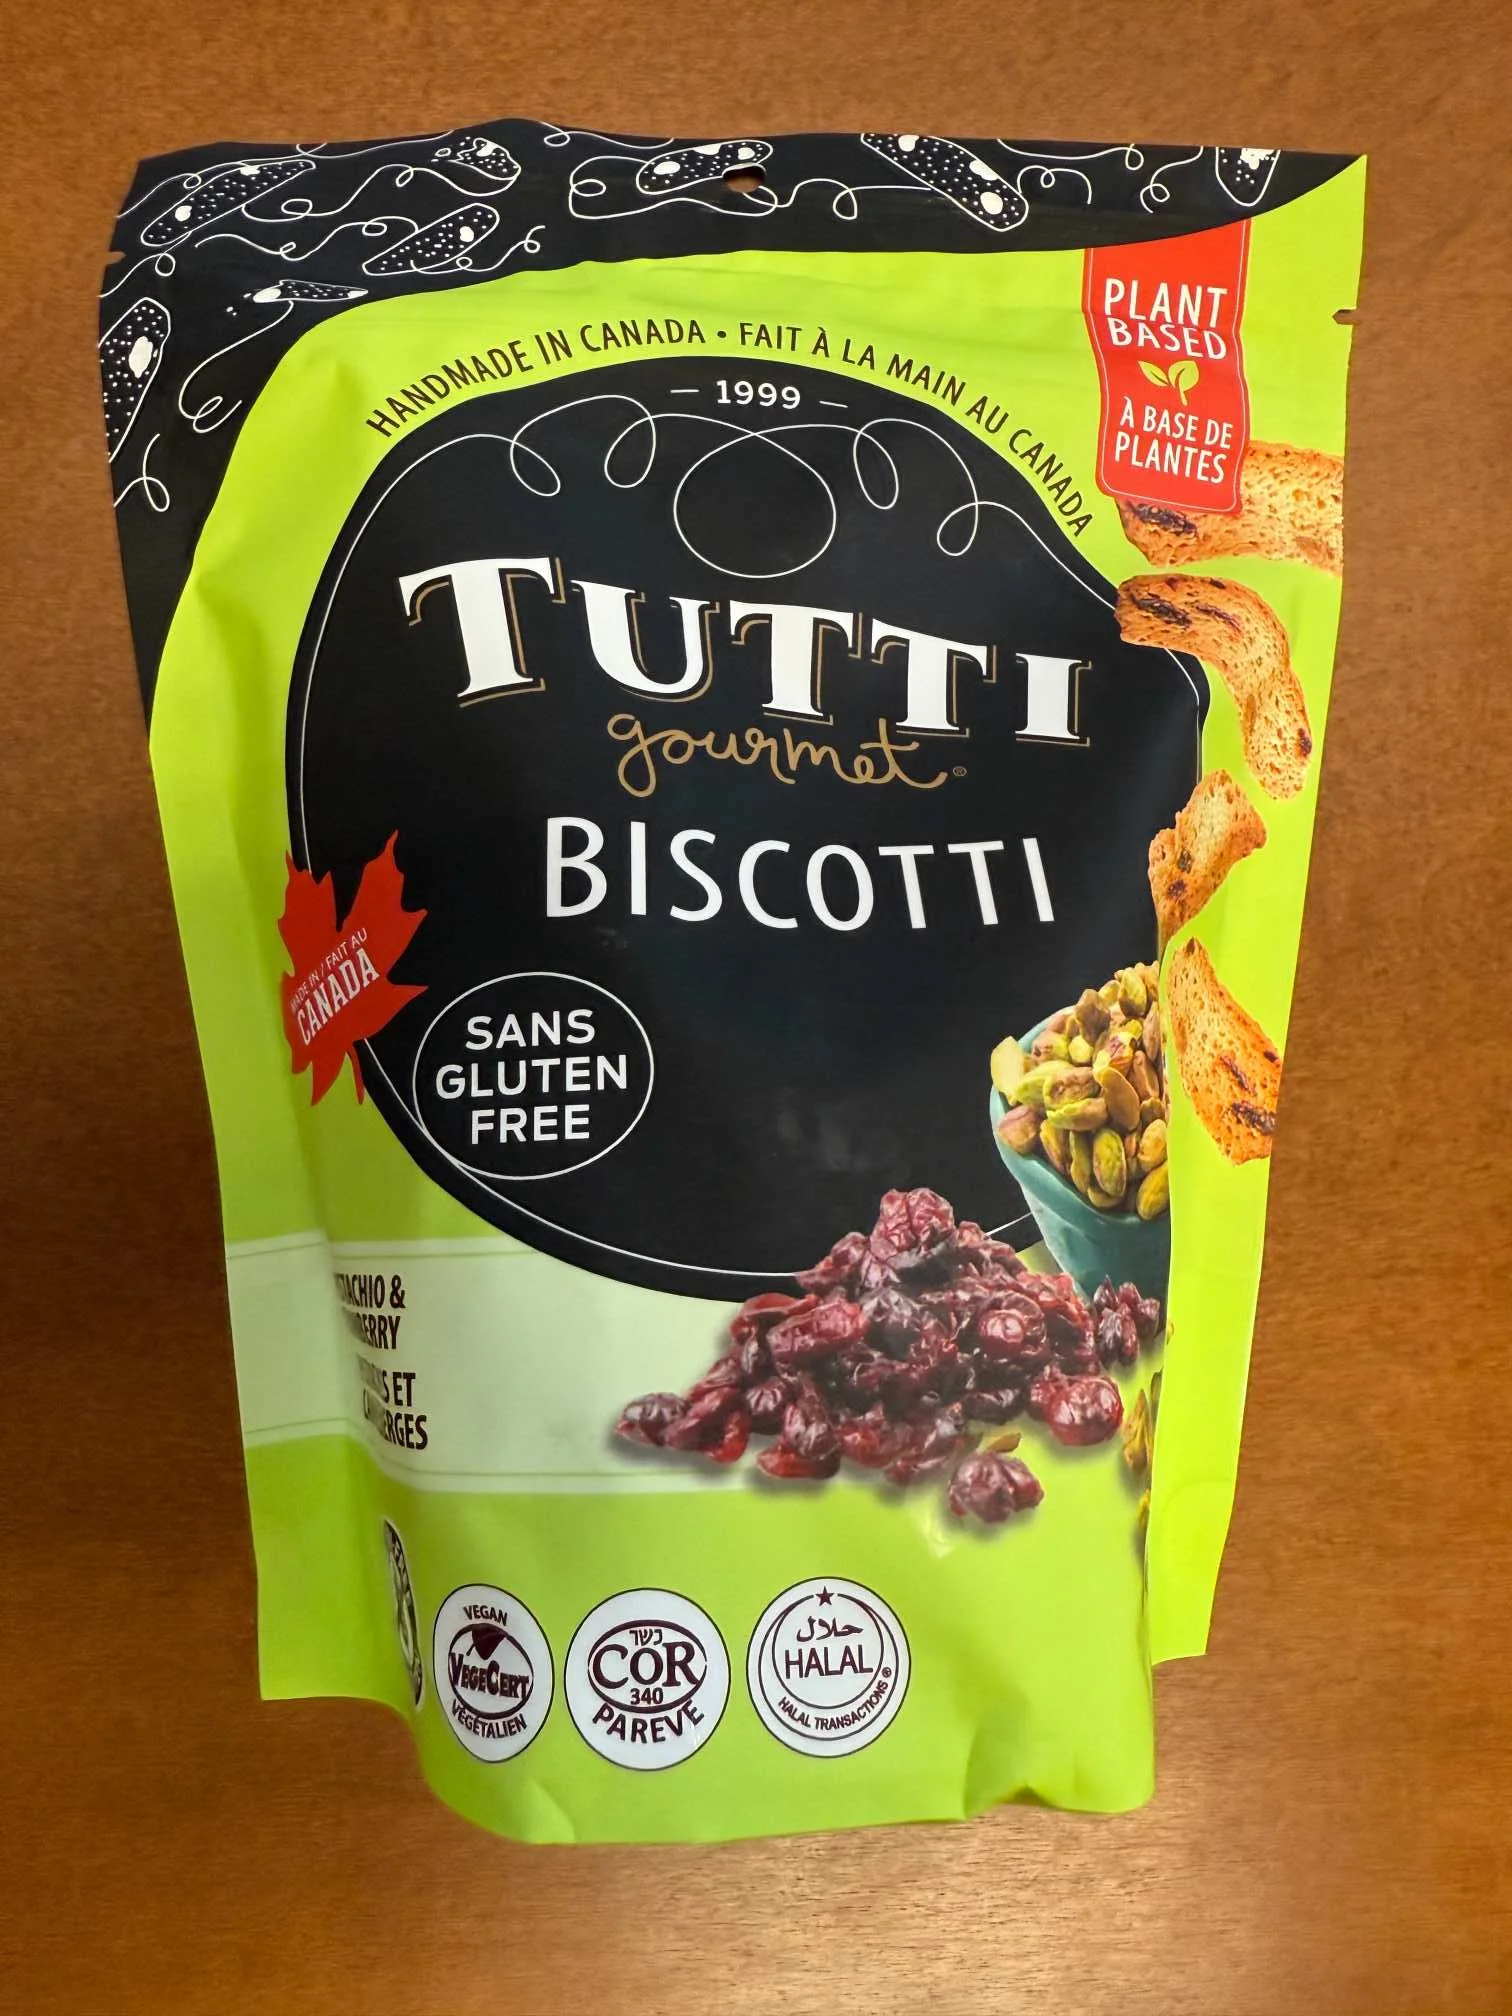 HANDMADE IN CANADA • FAIT À LA MAIN AU CANADA
PLANT
BASED
À BASE DE
PLANTES
— 1999 —
TUTTI
gourmet®
BISCOTTI
MADE IN / FAIT AU
CANADA
SANS
GLUTEN
FREE
&
ET
VEGAN
VEGECERT
VÉGÉTALIEN
כשר
COR
340
PAREVE
حلال
HALAL
HALAL TRANSACTIONS®